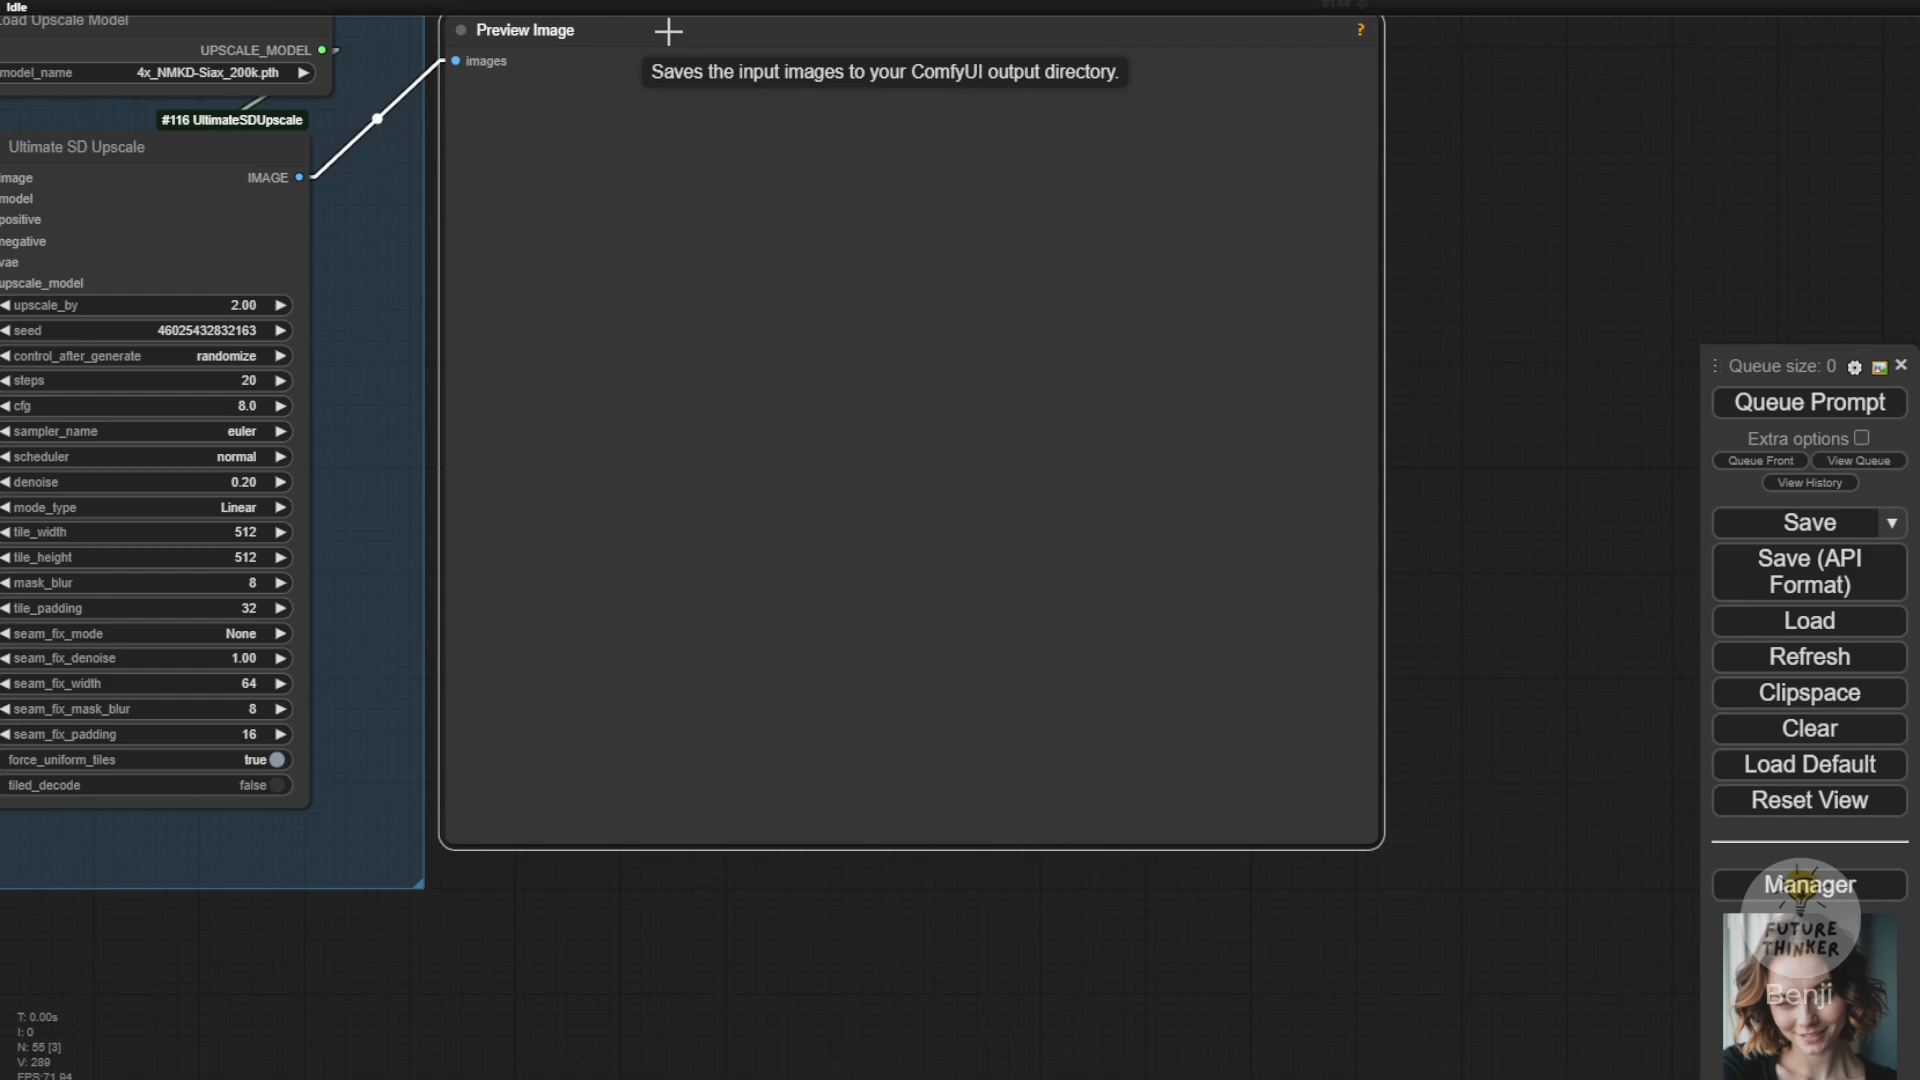 Idle
Load Upscale Model
UPSCALE_MODEL
model_name 4x_NMKD-Siax_200k.pth
#116 UltimateSDUpscale
Ultimate SD Upscale
image IMAGE
model
positive
negative
vae
upscale_model
upscale_by 2.00
seed 46025432832163
control_after_generate randomize
steps 20
cfg 8.0
sampler_name euler
scheduler normal
denoise 0.20
mode_type Linear
tile_width 512
tile_height 512
mask_blur 8
tile_padding 32
seam_fix_mode None
seam_fix_denoise 1.00
seam_fix_width 64
seam_fix_mask_blur 8
seam_fix_padding 16
force_uniform_tiles true
tiled_decode false
Preview Image ?
images
Saves the input images to your ComfyUI output directory.
Queue size: 0
Queue Prompt
Extra options
Queue Front View Queue
View History
Save
Save (API
Format)
Load
Refresh
Clipspace
Clear
Load Default
Reset View
Manager
FUTURE
THINKER
Benji
T: 0.00s
I: 0
N: 55 [3]
V: 289
FPS:71.94